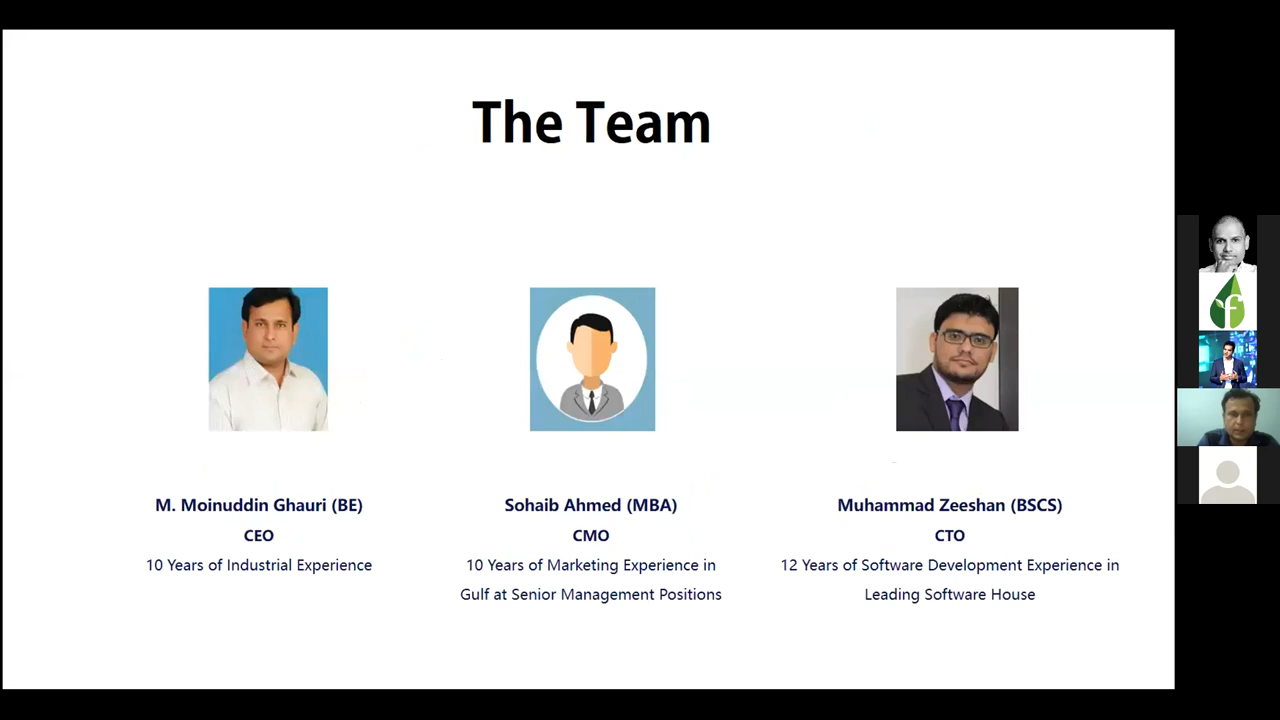 The Team
M. Moinuddin Ghauri (BE)
CEO
10 Years of Industrial Experience
Sohaib Ahmed (MBA)
CMO
10 Years of Marketing Experience in
Gulf at Senior Management Positions
Muhammad Zeeshan (BSCS)
CTO
12 Years of Software Development Experience in
Leading Software House
f